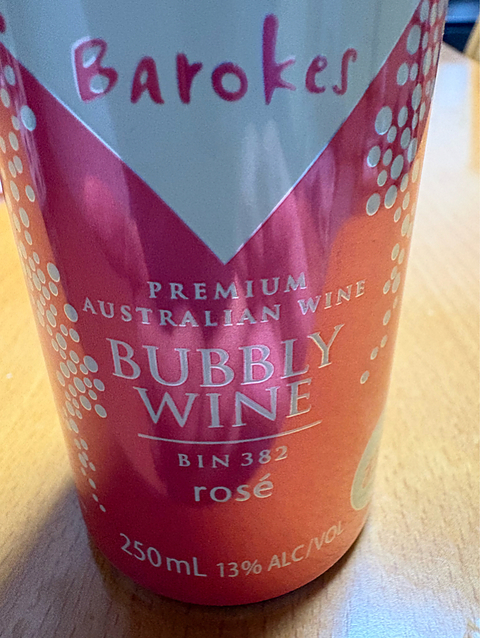 Barokes
PREMIUM
AUSTRALIAN WINE
BUBBLY
WINE
BIN 382
rosé
250mL 13% ALC/VOL